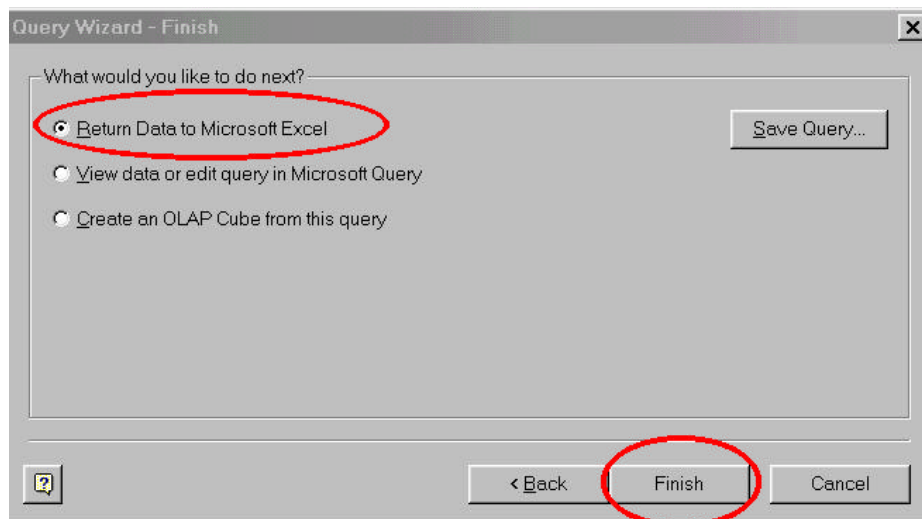 Query Wizard - Finish
What would you like to do next?
Return Data to Microsoft Excel
Save Query...
View data or edit query in Microsoft Query
Create an OLAP Cube from this query
?
< Back Finish Cancel